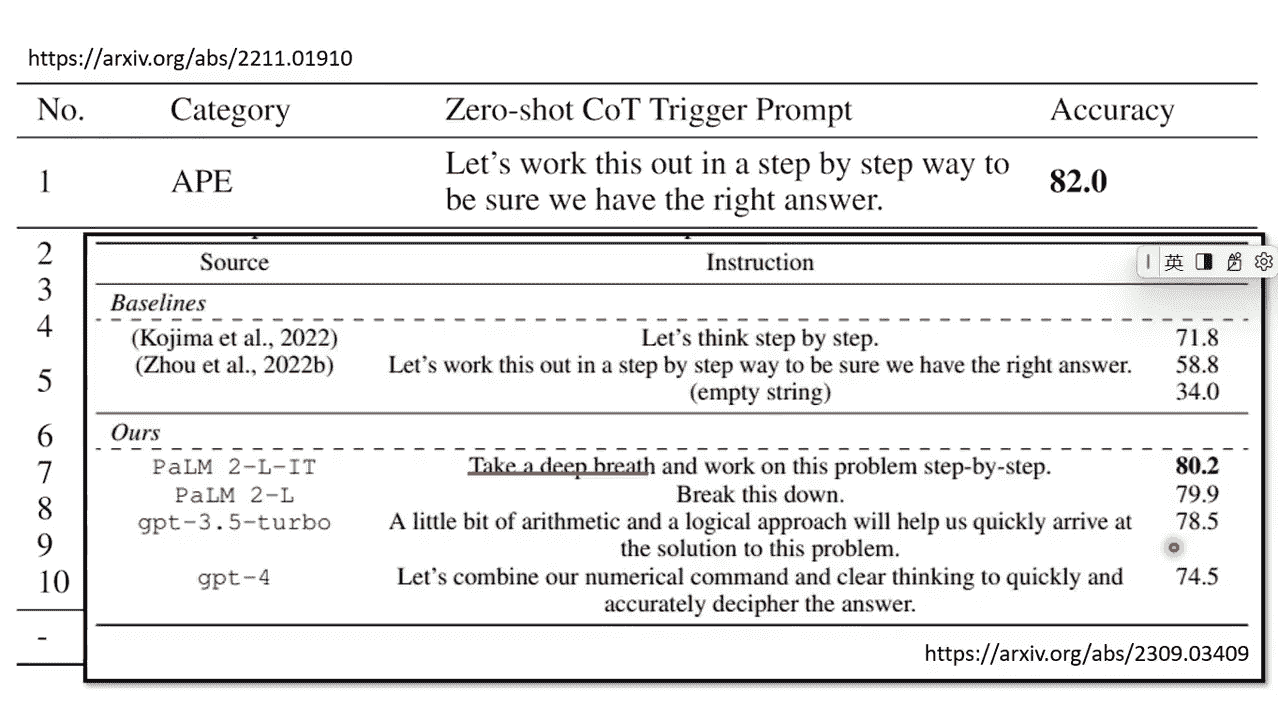 https://arxiv.org/abs/2211.01910
No. Category Zero-shot CoT Trigger Prompt Accuracy
1 APE Let's work this out in a step by step way to be sure we have the right answer. 82.0
2
3
4
5
6
7
8
9
10
-
Source Instruction
英
Baselines
(Kojima et al., 2022) Let's think step by step. 71.8
(Zhou et al., 2022b) Let's work this out in a step by step way to be sure we have the right answer. 58.8
(empty string) 34.0
Ours
PaLM 2-L-IT Take a deep breath and work on this problem step-by-step. 80.2
PaLM 2-L Break this down. 79.9
gpt-3.5-turbo A little bit of arithmetic and a logical approach will help us quickly arrive at 78.5
the solution to this problem.
gpt-4 Let's combine our numerical command and clear thinking to quickly and 74.5
accurately decipher the answer.
https://arxiv.org/abs/2309.03409